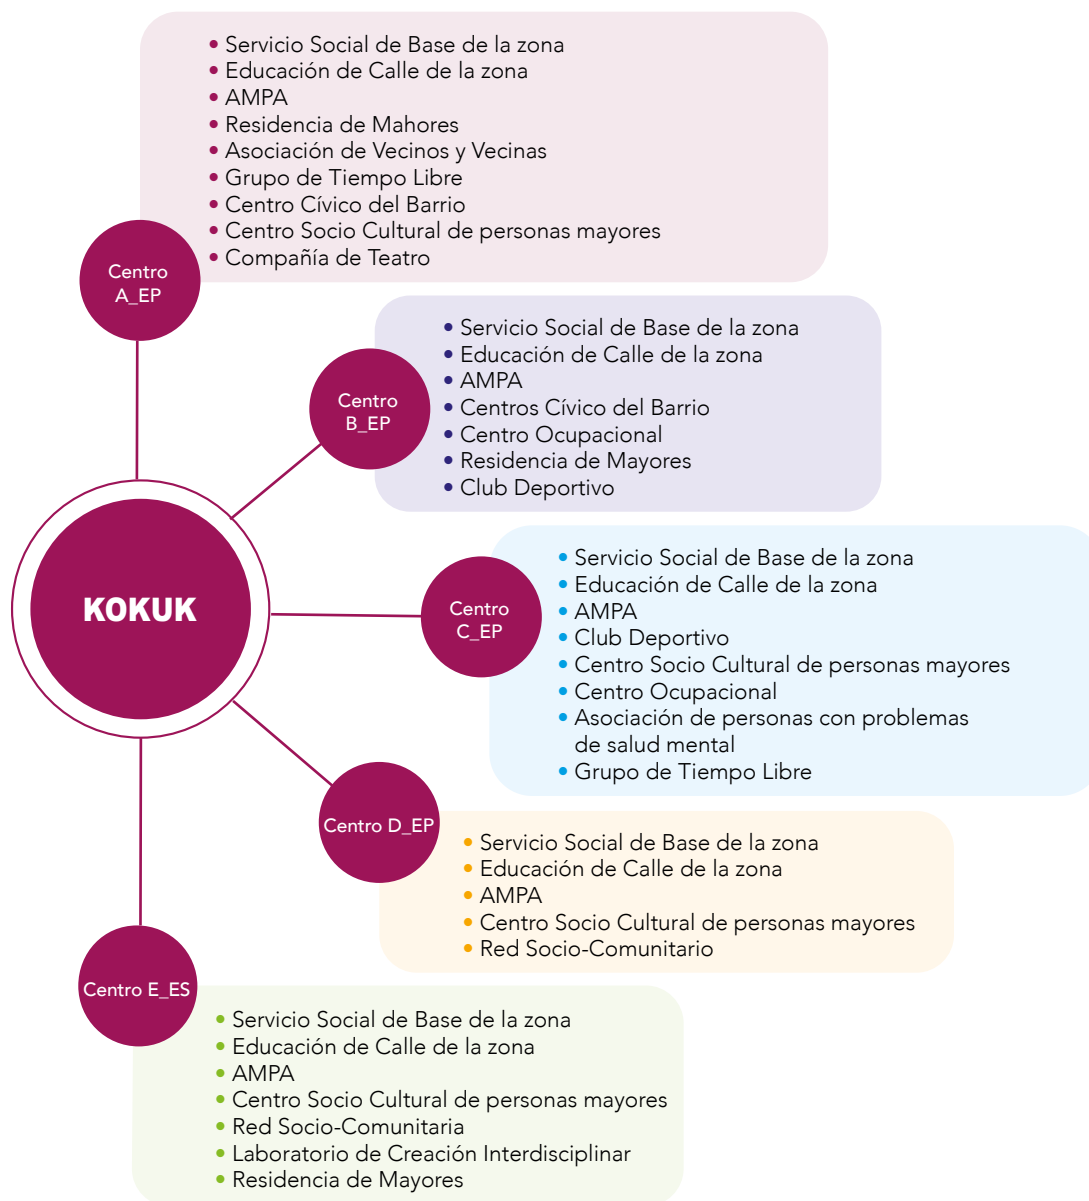 • Servicio Social de Base de la zona
• Educación de Calle de la zona
• AMPA
• Residencia de Mahores
• Asociación de Vecinos y Vecinas
• Grupo de Tiempo Libre
• Centro Cívico del Barrio
• Centro Socio Cultural de personas mayores
• Compañía de Teatro
Centro
A_EP
• Servicio Social de Base de la zona
• Educación de Calle de la zona
• AMPA
• Centros Cívico del Barrio
• Centro Ocupacional
• Residencia de Mayores
• Club Deportivo
Centro
B_EP
• Servicio Social de Base de la zona
• Educación de Calle de la zona
• AMPA
• Club Deportivo
• Centro Socio Cultural de personas mayores
• Centro Ocupacional
• Asociación de personas con problemas
de salud mental
• Grupo de Tiempo Libre
Centro
C_EP
KOKUK
Centro D_EP
• Servicio Social de Base de la zona
• Educación de Calle de la zona
• AMPA
• Centro Socio Cultural de personas mayores
• Red Socio-Comunitario
Centro E_ES
• Servicio Social de Base de la zona
• Educación de Calle de la zona
• AMPA
• Centro Socio Cultural de personas mayores
• Red Socio-Comunitaria
• Laboratorio de Creación Interdisciplinar
• Residencia de Mayores